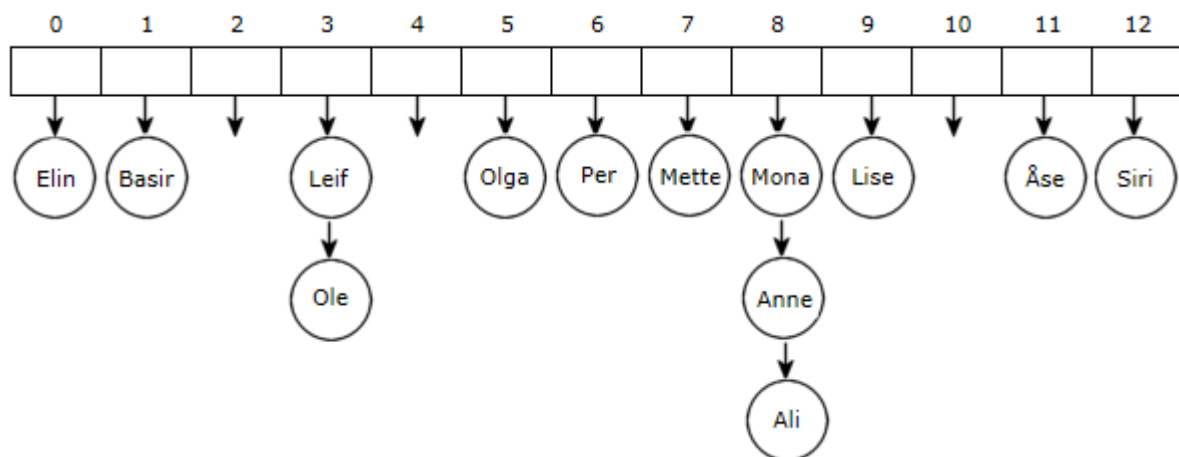 0 1 2 3 4 5 6 7 8 9 10 11 12
Elin Basir Leif Olga Per Mette Mona Lise Åse Siri
Ole Anne
Ali